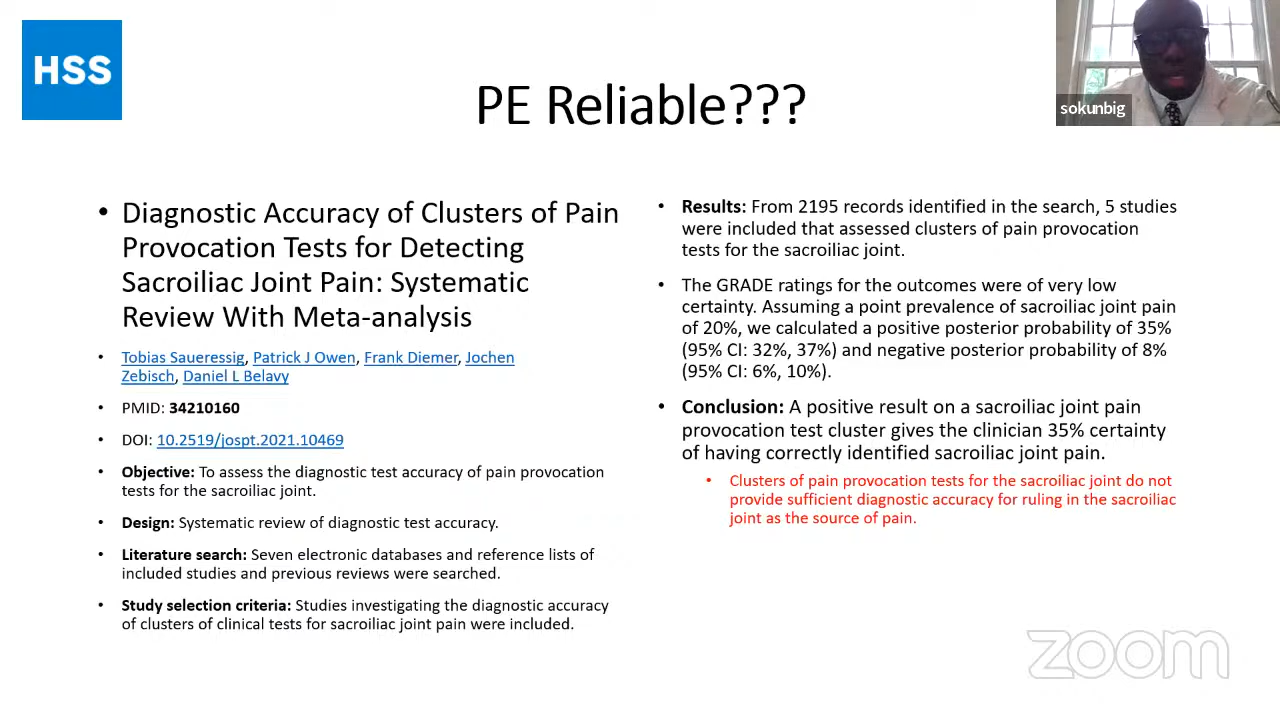 HSS
sokunbig
PE Reliable???
• Diagnostic Accuracy of Clusters of Pain
Provocation Tests for Detecting
Sacroiliac Joint Pain: Systematic
Review With Meta-analysis
• Tobias Saueressig, Patrick J Owen, Frank Diemer, Jochen
Zebisch, Daniel L Belavy
• PMID: 34210160
• DOI: 10.2519/jospt.2021.10469
• Objective: To assess the diagnostic test accuracy of pain provocation
tests for the sacroiliac joint.
• Design: Systematic review of diagnostic test accuracy.
• Literature search: Seven electronic databases and reference lists of
included studies and previous reviews were searched.
• Study selection criteria: Studies investigating the diagnostic accuracy
of clusters of clinical tests for sacroiliac joint pain were included.
• Results: From 2195 records identified in the search, 5 studies
were included that assessed clusters of pain provocation
tests for the sacroiliac joint.
• The GRADE ratings for the outcomes were of very low
certainty. Assuming a point prevalence of sacroiliac joint pain
of 20%, we calculated a positive posterior probability of 35%
(95% CI: 32%, 37%) and negative posterior probability of 8%
(95% CI: 6%, 10%).
• Conclusion: A positive result on a sacroiliac joint pain
provocation test cluster gives the clinician 35% certainty
of having correctly identified sacroiliac joint pain.
• Clusters of pain provocation tests for the sacroiliac joint do not
provide sufficient diagnostic accuracy for ruling in the sacroiliac
joint as the source of pain.
zoom